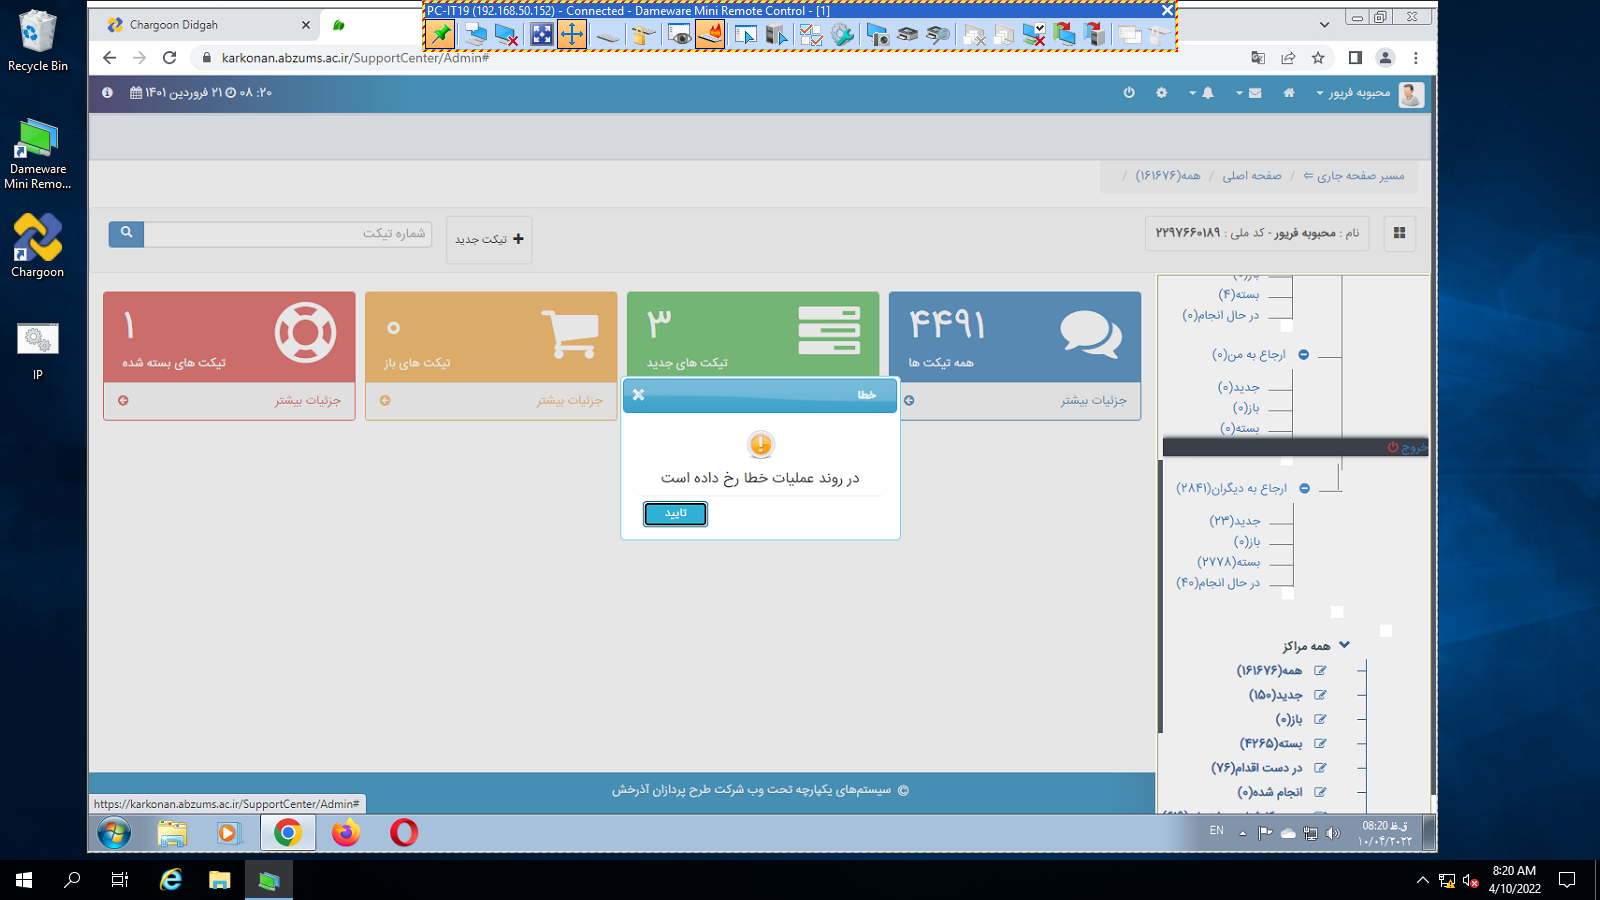 Recycle Bin
Dameware
Mini Remo...
Chargoon
IP
PC-IT19 (192.168.50.152) - Connected - Dameware Mini Remote Control - [1]
Chargoon Didgah
karkonan.abzums.ac.ir/SupportCenter/Admin#
محبوبه فریور
۲۱ فروردین ۱۴۰۱ ۰۸:۲۰
مسیر صفحه جاری ⇐ / صفحه اصلی / همه(۱۶۱۶۷۶) /
نام : محبوبه فریور - کد ملی : ۲۲۹۷۶۶۰۱۸۹
تیکت جدید
شماره تیکت
۴۴۹۱
همه تیکت ها
جزئیات بیشتر
۳
تیکت های جدید
۰
تیکت های باز
جزئیات بیشتر
۱
تیکت های بسته شده
جزئیات بیشتر
خطا
در روند عملیات خطا رخ داده است
تایید
باز(۰)
بسته(۴)
در حال انجام(۰)
ارجاع به من(۰)
جدید(۰)
باز(۰)
بسته(۰)
خروج
ارجاع به دیگران(۲۸۴۱)
جدید(۲۳)
باز(۰)
بسته(۲۷۷۸)
در حال انجام(۴۰)
همه مراکز
همه(۱۶۱۶۷۶)
جدید(۱۵۰)
باز(۰)
بسته(۴۲۶۵)
در دست اقدام(۷۶)
انجام شده(۰)
© سیستم‌های یکپارچه تحت وب شرکت طرح پردازان آذرخش
https://karkonan.abzums.ac.ir/SupportCenter/Admin#
EN
08:20 ق.ظ
۱۰/۰۴/۲۰۲۲
8:20 AM
4/10/2022